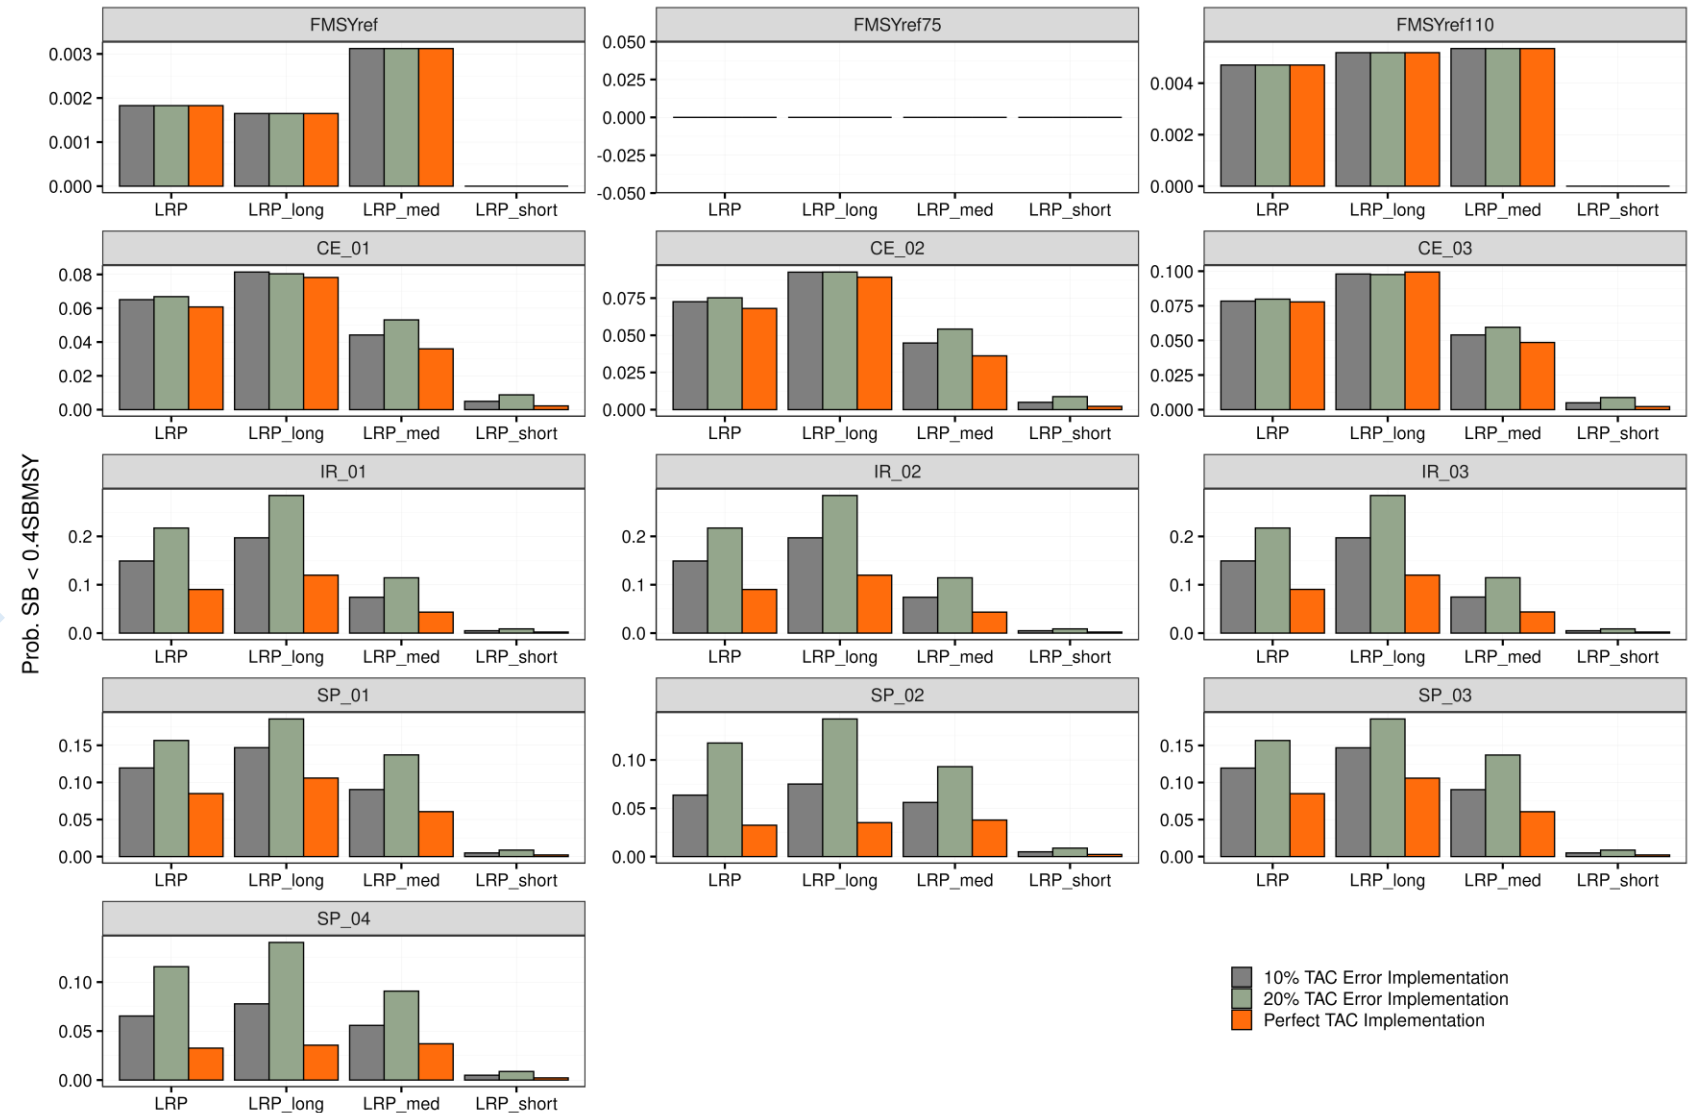 FMSYref
FMSYref75
FMSYref110
0.003
0.002
0.001
0.000
LRP LRP_long LRP_med LRP_short
0.050
0.025
0.000
-0.025
-0.050
LRP LRP_long LRP_med LRP_short
0.004
0.002
0.000
LRP LRP_long LRP_med LRP_short
CE_01
CE_02
CE_03
0.08
0.06
0.04
0.02
0.00
LRP LRP_long LRP_med LRP_short
0.075
0.050
0.025
0.000
LRP LRP_long LRP_med LRP_short
0.100
0.075
0.050
0.025
0.000
LRP LRP_long LRP_med LRP_short
Prob. SB < 0.4SBMSY
IR_01
IR_02
IR_03
0.2
0.1
0.0
LRP LRP_long LRP_med LRP_short
0.2
0.1
0.0
LRP LRP_long LRP_med LRP_short
0.2
0.1
0.0
LRP LRP_long LRP_med LRP_short
SP_01
SP_02
SP_03
0.15
0.10
0.05
0.00
LRP LRP_long LRP_med LRP_short
0.10
0.05
0.00
LRP LRP_long LRP_med LRP_short
0.15
0.10
0.05
0.00
LRP LRP_long LRP_med LRP_short
SP_04
0.10
0.05
0.00
LRP LRP_long LRP_med LRP_short
10% TAC Error Implementation
20% TAC Error Implementation
Perfect TAC Implementation